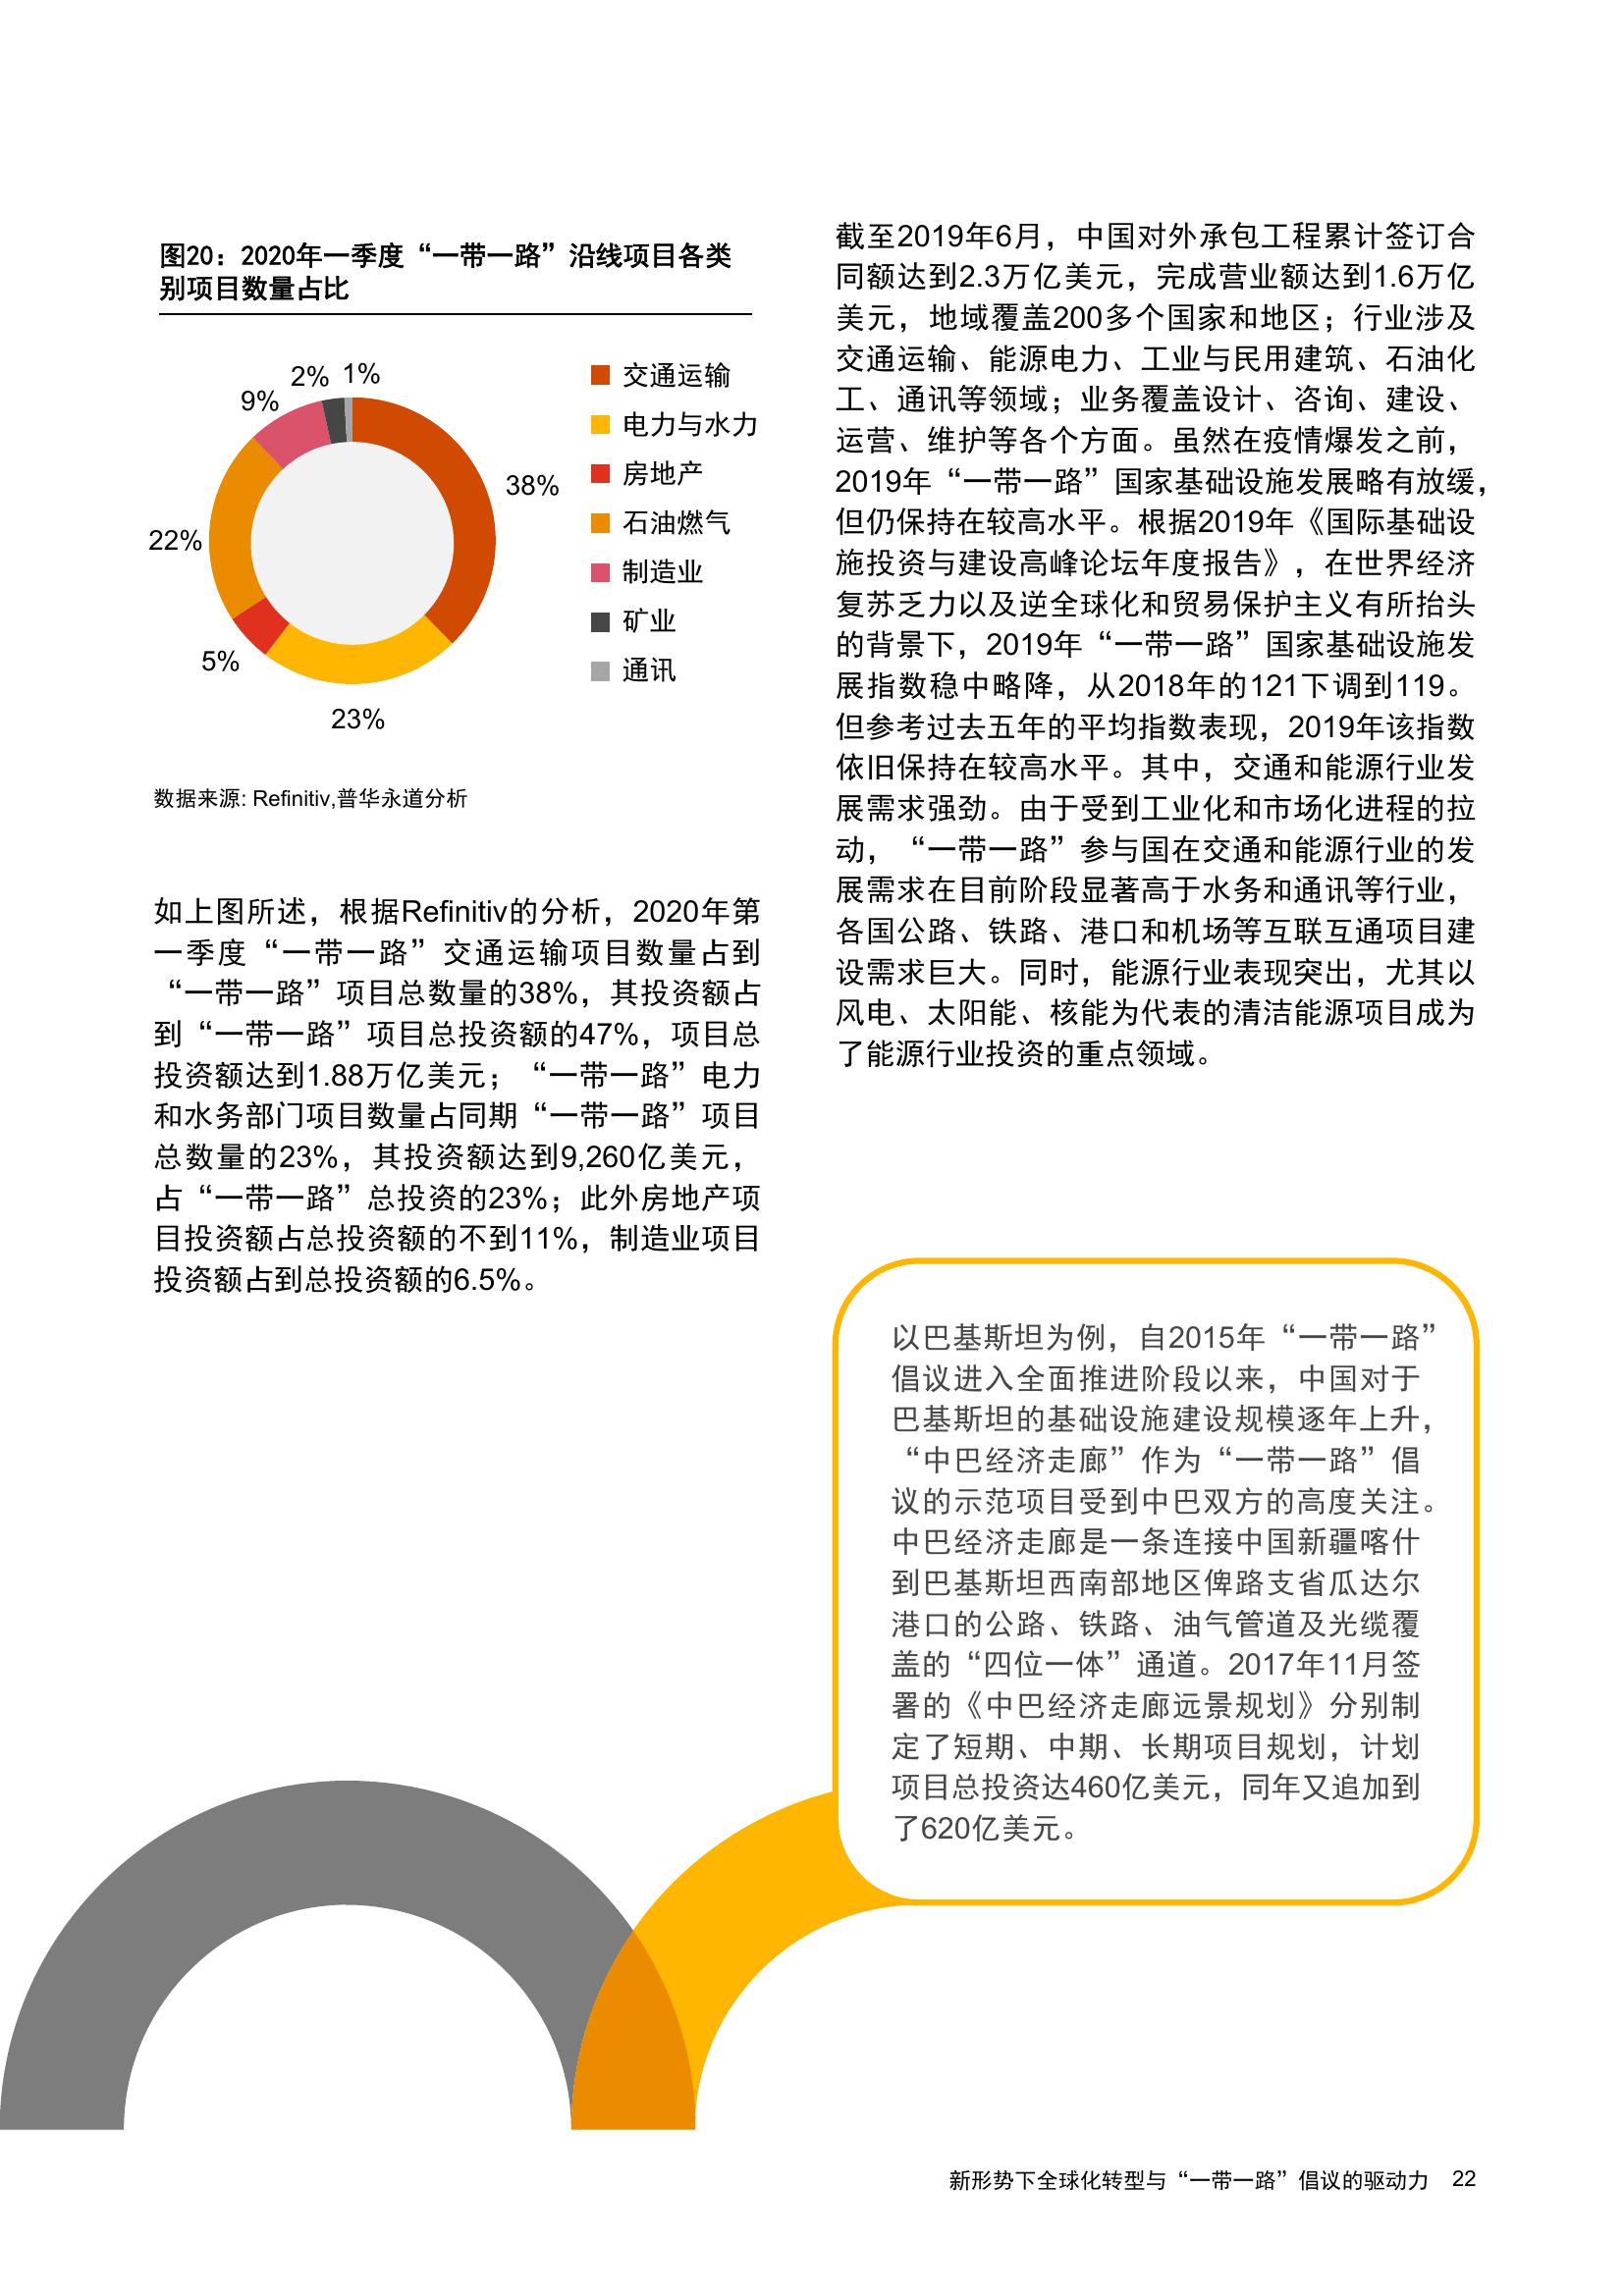 图20：2020年一季度“一带一路”沿线项目各类
别项目数量占比
2% 1%
9%
38%
22%
5%
23%
交通运输
电力与水力
房地产
石油燃气
制造业
矿业
通讯
数据来源: Refinitiv,普华永道分析
如上图所述，根据Refinitiv的分析，2020年第
一季度“一带一路”交通运输项目数量占到
“一带一路”项目总数量的38%，其投资额占
到“一带一路”项目总投资额的47%，项目总
投资额达到1.88万亿美元；“一带一路”电力
和水务部门项目数量占同期“一带一路”项目
总数量的23%，其投资额达到9,260亿美元，
占“一带一路”总投资的23%；此外房地产项
目投资额占总投资额的不到11%，制造业项目
投资额占到总投资额的6.5%。
截至2019年6月，中国对外承包工程累计签订合
同额达到2.3万亿美元，完成营业额达到1.6万亿
美元，地域覆盖200多个国家和地区；行业涉及
交通运输、能源电力、工业与民用建筑、石油化
工、通讯等领域；业务覆盖设计、咨询、建设、
运营、维护等各个方面。虽然在疫情爆发之前，
2019年“一带一路”国家基础设施发展略有放缓，
但仍保持在较高水平。根据2019年《国际基础设
施投资与建设高峰论坛年度报告》，在世界经济
复苏乏力以及逆全球化和贸易保护主义有所抬头
的背景下，2019年“一带一路”国家基础设施发
展指数稳中略降，从2018年的121下调到119。
但参考过去五年的平均指数表现，2019年该指数
依旧保持在较高水平。其中，交通和能源行业发
展需求强劲。由于受到工业化和市场化进程的拉
动，“一带一路”参与国在交通和能源行业的发
展需求在目前阶段显著高于水务和通讯等行业，
各国公路、铁路、港口和机场等互联互通项目建
设需求巨大。同时，能源行业表现突出，尤其以
风电、太阳能、核能为代表的清洁能源项目成为
了能源行业投资的重点领域。
以巴基斯坦为例，自2015年“一带一路”
倡议进入全面推进阶段以来，中国对于
巴基斯坦的基础设施建设规模逐年上升，
“中巴经济走廊”作为“一带一路”倡
议的示范项目受到中巴双方的高度关注。
中巴经济走廊是一条连接中国新疆喀什
到巴基斯坦西南部地区俾路支省瓜达尔
港口的公路、铁路、油气管道及光缆覆
盖的“四位一体”通道。2017年11月签
署的《中巴经济走廊远景规划》分别制
定了短期、中期、长期项目规划，计划
项目总投资达460亿美元，同年又追加到
了620亿美元。
新形势下全球化转型与“一带一路”倡议的驱动力 22